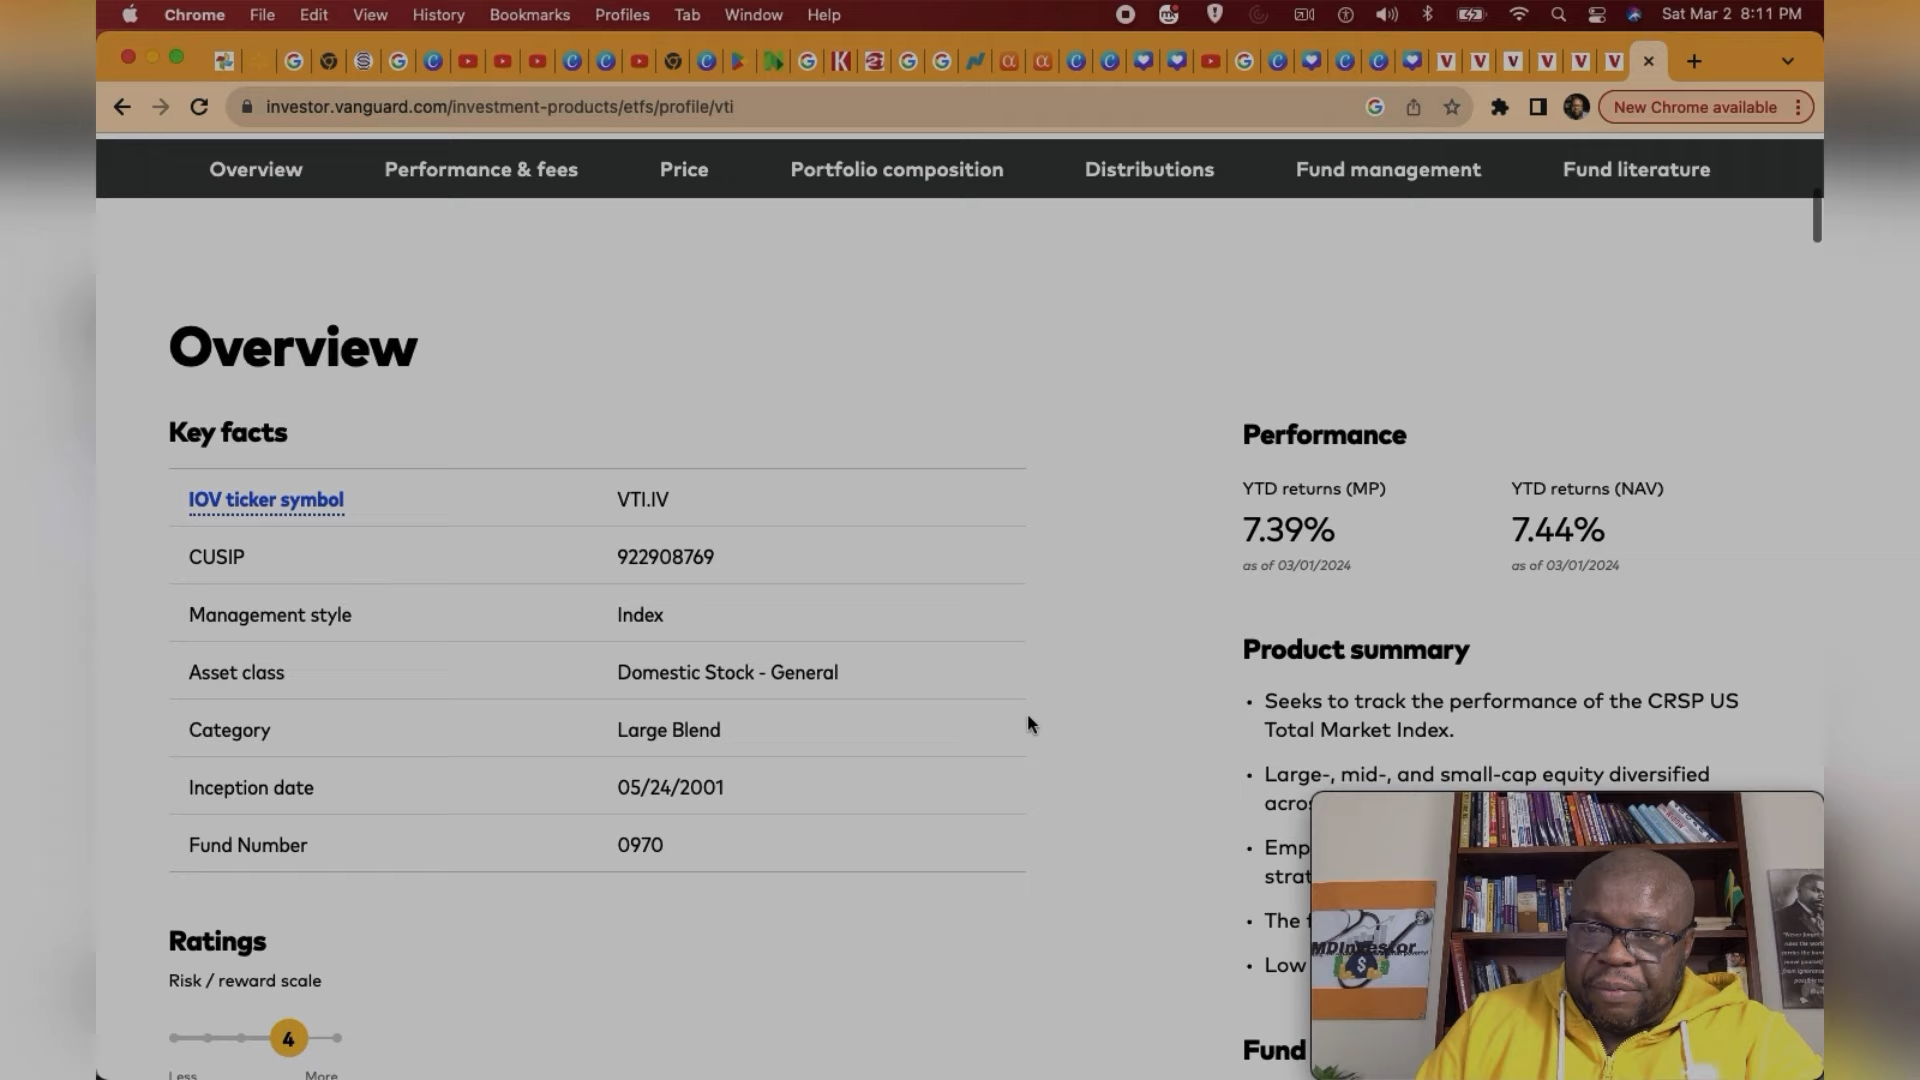 Chrome File Edit View History Bookmarks Profiles Tab Window Help Sat Mar 2 8:11 PM
investor.vanguard.com/investment-products/etfs/profile/vti New Chrome available
Overview Performance & fees Price Portfolio composition Distributions Fund management Fund literature
Overview
Key facts
IOV ticker symbol VTI.IV
CUSIP 922908769
Management style Index
Asset class Domestic Stock - General
Category Large Blend
Inception date 05/24/2001
Fund Number 0970
Ratings
Risk / reward scale
4
Less More
Performance
YTD returns (MP) YTD returns (NAV)
7.39% 7.44%
as of 03/01/2024 as of 03/01/2024
Product summary
• Seeks to track the performance of the CRSP US
Total Market Index.
• Large-, mid-, and small-cap equity diversified
• Low
Fund
MDInvestor